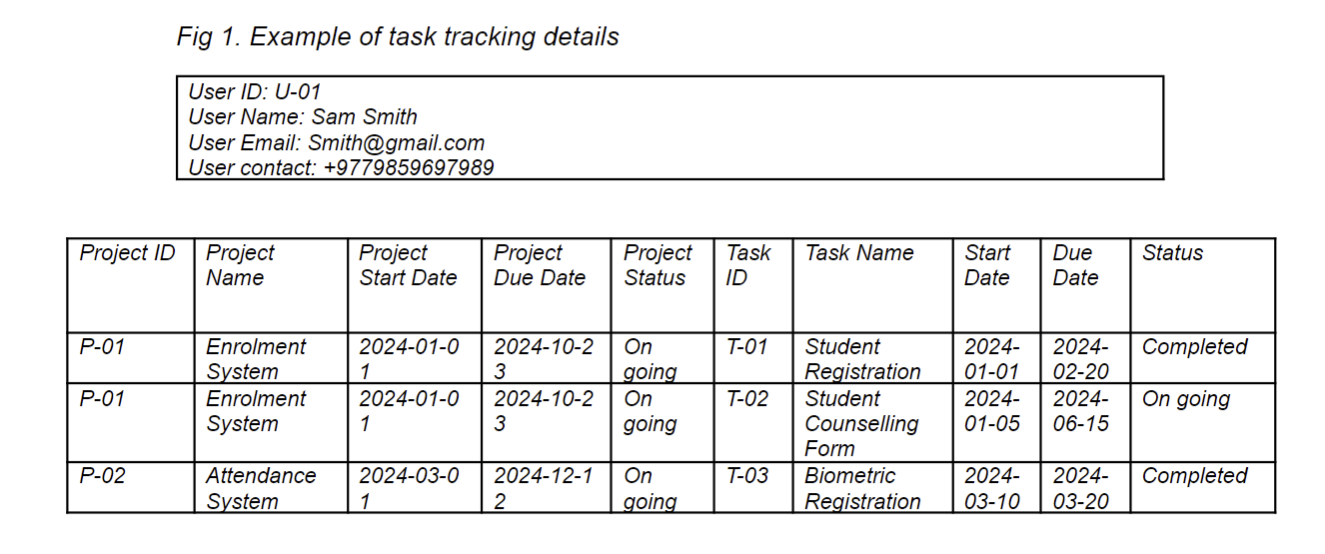 Fig 1. Example of task tracking details
User ID: U-01
User Name: Sam Smith
User Email: Smith@gmail.com
User contact: +9779859697989
Project ID Project Name Project Start Date Project Due Date Project Status Task ID Task Name Start Date Due Date Status
P-01 Enrolment System 2024-01-01 2024-10-23 On going T-01 Student Registration 2024-01-01 2024-02-20 Completed
P-01 Enrolment System 2024-01-01 2024-10-23 On going T-02 Student Counselling Form 2024-01-05 2024-06-15 On going
P-02 Attendance System 2024-03-01 2024-12-12 On going T-03 Biometric Registration 2024-03-10 2024-03-20 Completed